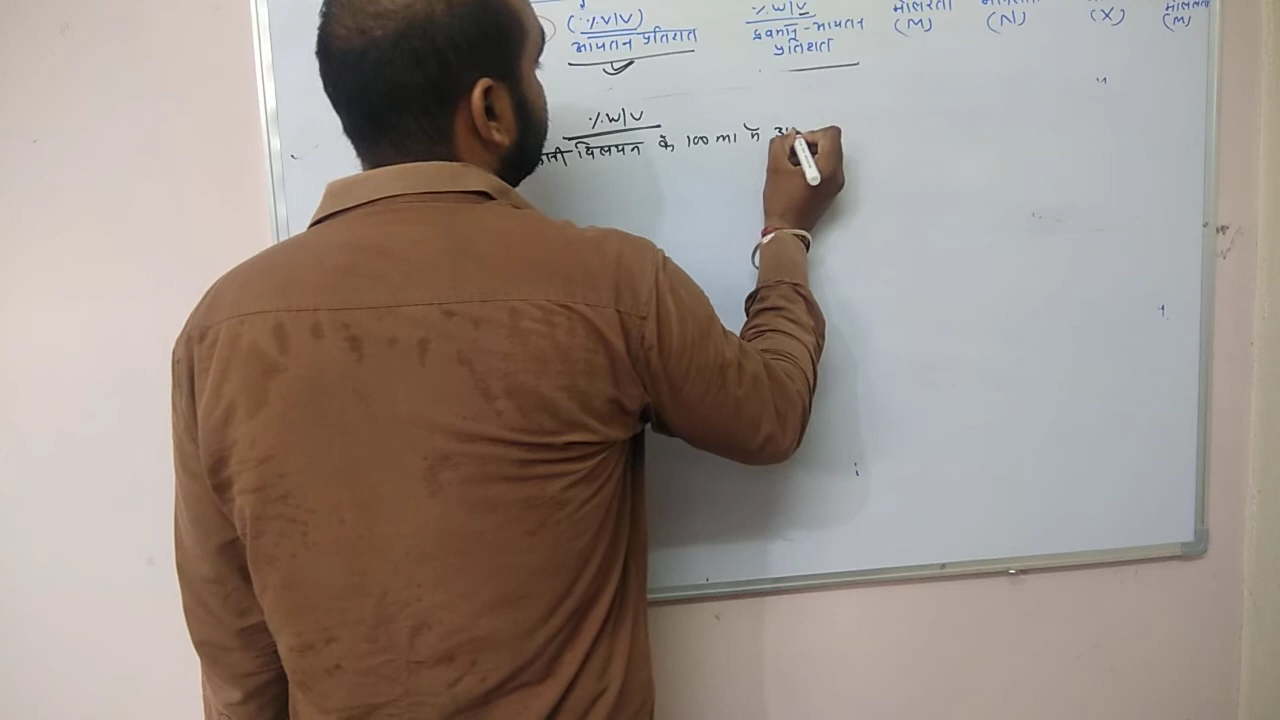 (%V/V) %W/V मोलरता
आयतन प्रतिशत द्रव्यमान-आयतन (M) (N) (X) (M)
प्रतिशत
%W/V
विलयन के 100 ml में